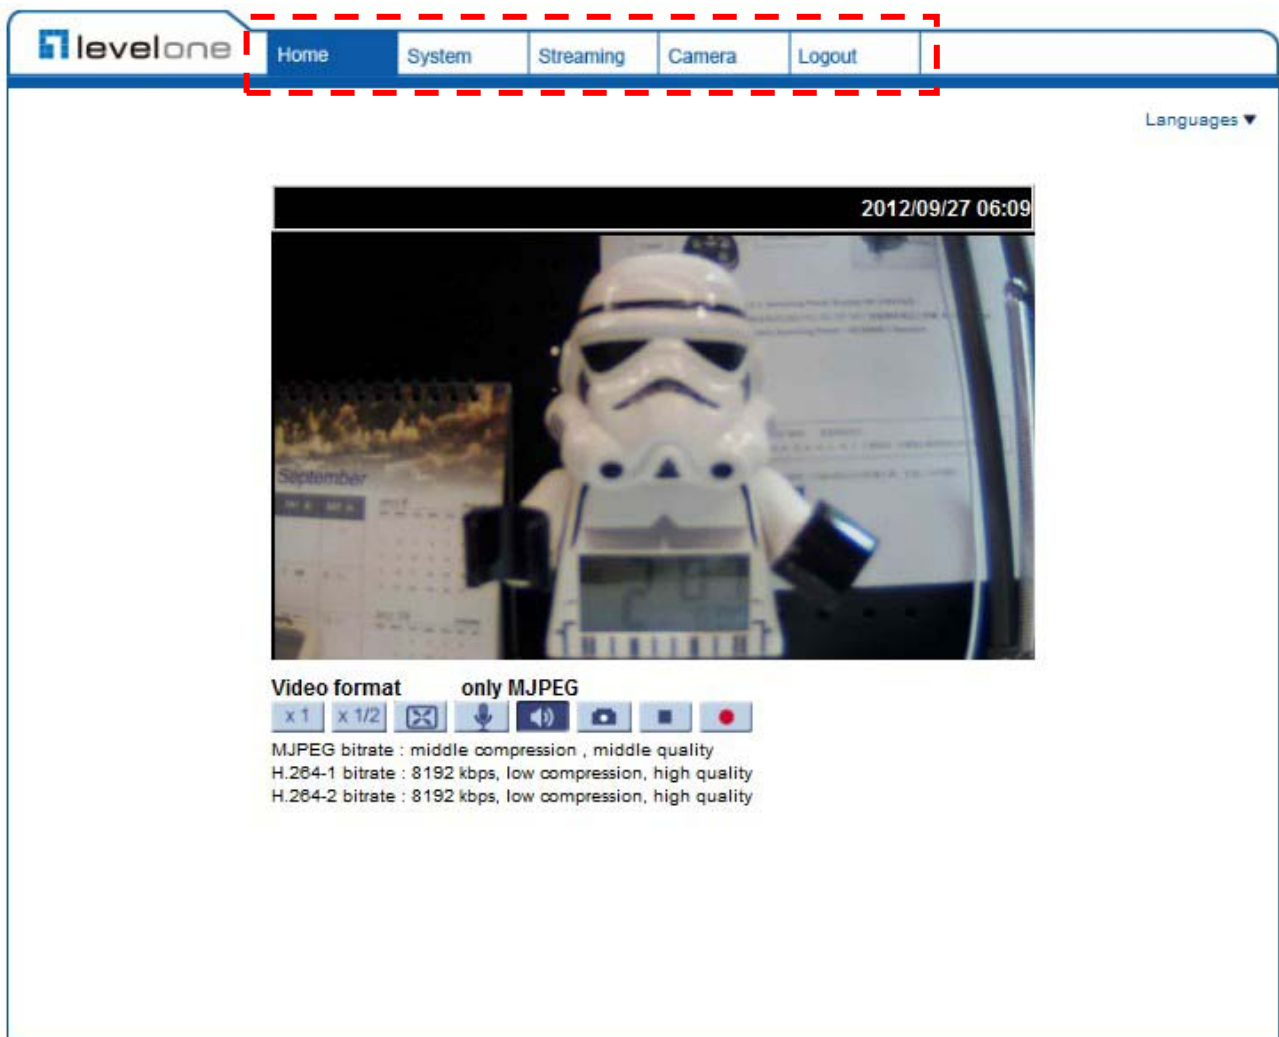 levelone Home System Streaming Camera Logout
Languages ▼
2012/09/27 06:09
September
Video format only MJPEG
x 1 x 1/2
MJPEG bitrate : middle compression , middle quality
H.264-1 bitrate : 8192 kbps, low compression, high quality
H.264-2 bitrate : 8192 kbps, low compression, high quality